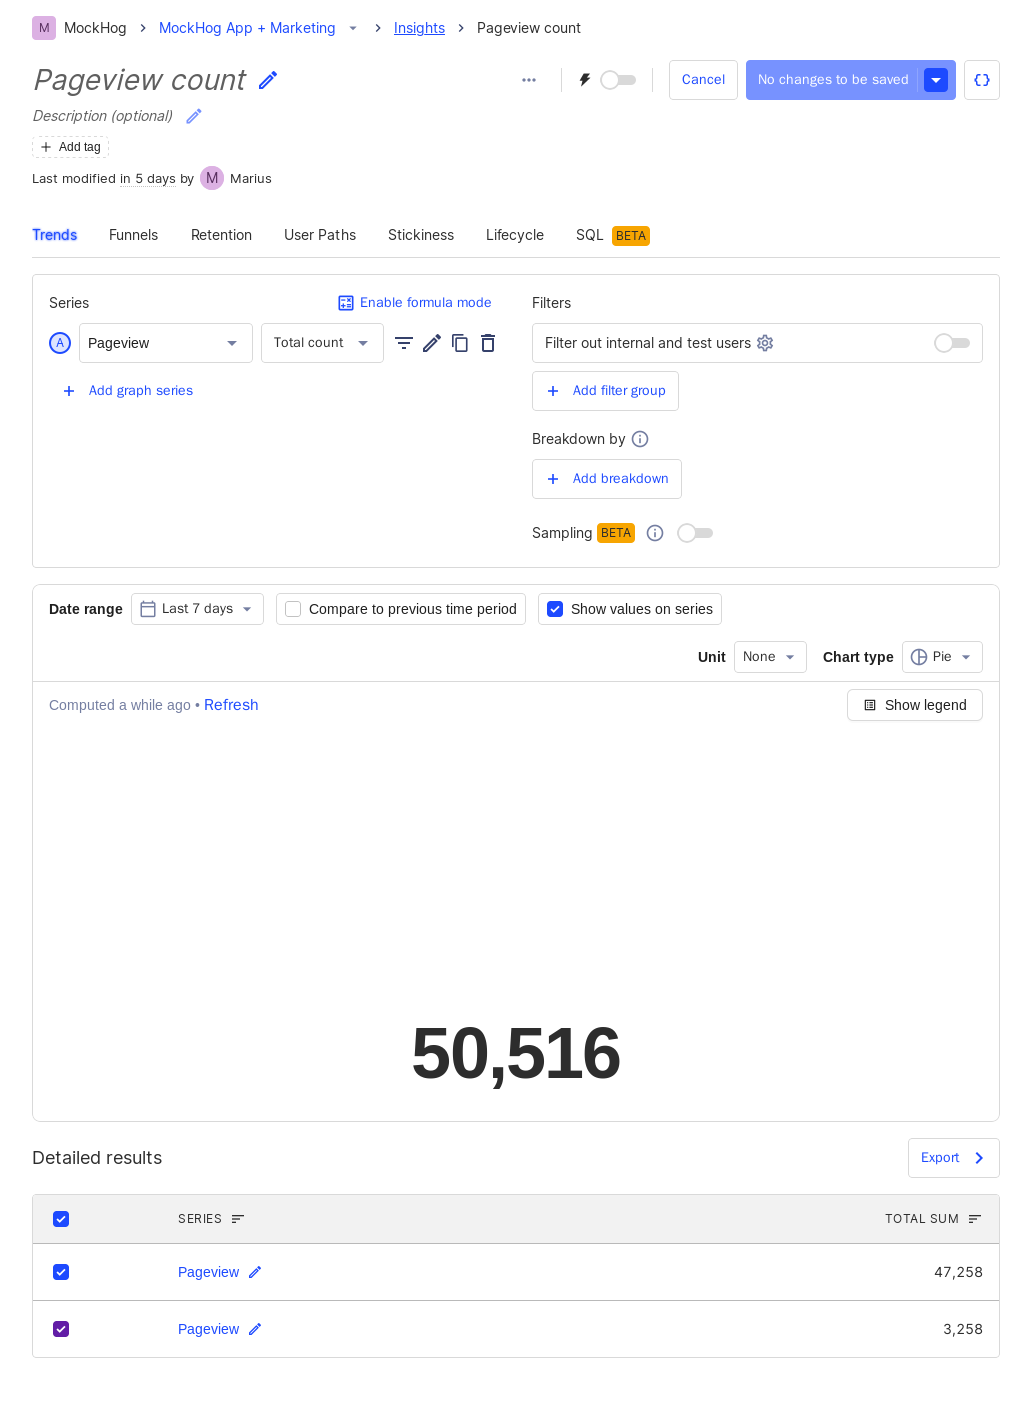 M MockHog MockHog App + Marketing Insights Pageview count
Pageview count
Cancel No changes to be saved
Description (optional)
Add tag
Last modified in 5 days by M Marius
Trends Funnels Retention User Paths Stickiness Lifecycle SQL BETA
Series Enable formula mode
A Pageview Total count
Add graph series
Filters
Filter out internal and test users
Add filter group
Breakdown by
Add breakdown
Sampling BETA
Date range Last 7 days Compare to previous time period Show values on series
Unit None Chart type Pie
Computed a while ago • Refresh Show legend
50,516
Detailed results Export
SERIES TOTAL SUM
Pageview 47,258
Pageview 3,258